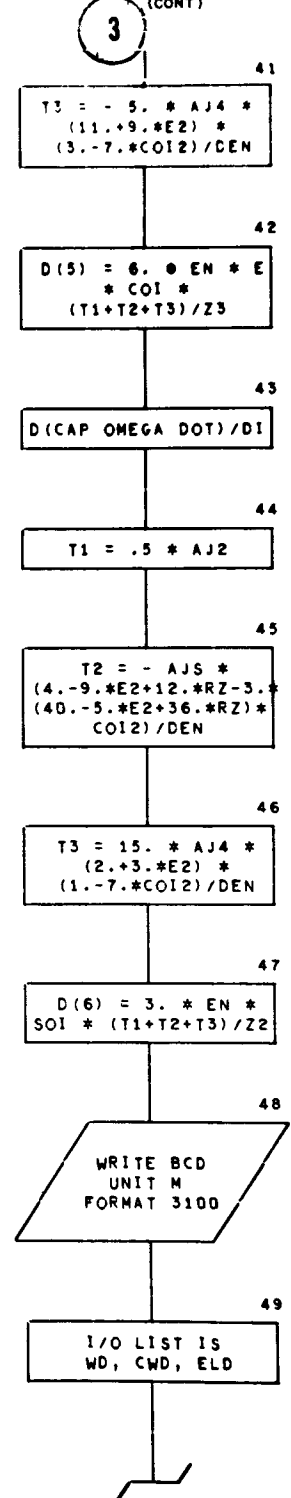 (CONT)
3
41
T3 = - 5. * AJ4 *
(11.+9.*E2) *
(3.-7.*COI2)/DEN
42
D(5) = 6. * EN * E
* COI *
(T1+T2+T3)/Z3
43
D(CAP OMEGA DOT)/DI
44
T1 = .5 * AJ2
45
T2 = - AJS *
(4.-9.*E2+12.*RZ-3.*
(40.-5.*E2+36.*RZ)*
COI2)/DEN
46
T3 = 15. * AJ4 *
(2.+3.*E2) *
(1.-7.*COI2)/DEN
47
D(6) = 3. * EN *
SOI * (T1+T2+T3)/Z2
48
WRITE BCD
UNIT M
FORMAT 3100
49
I/O LIST IS
WD, CWD, ELD